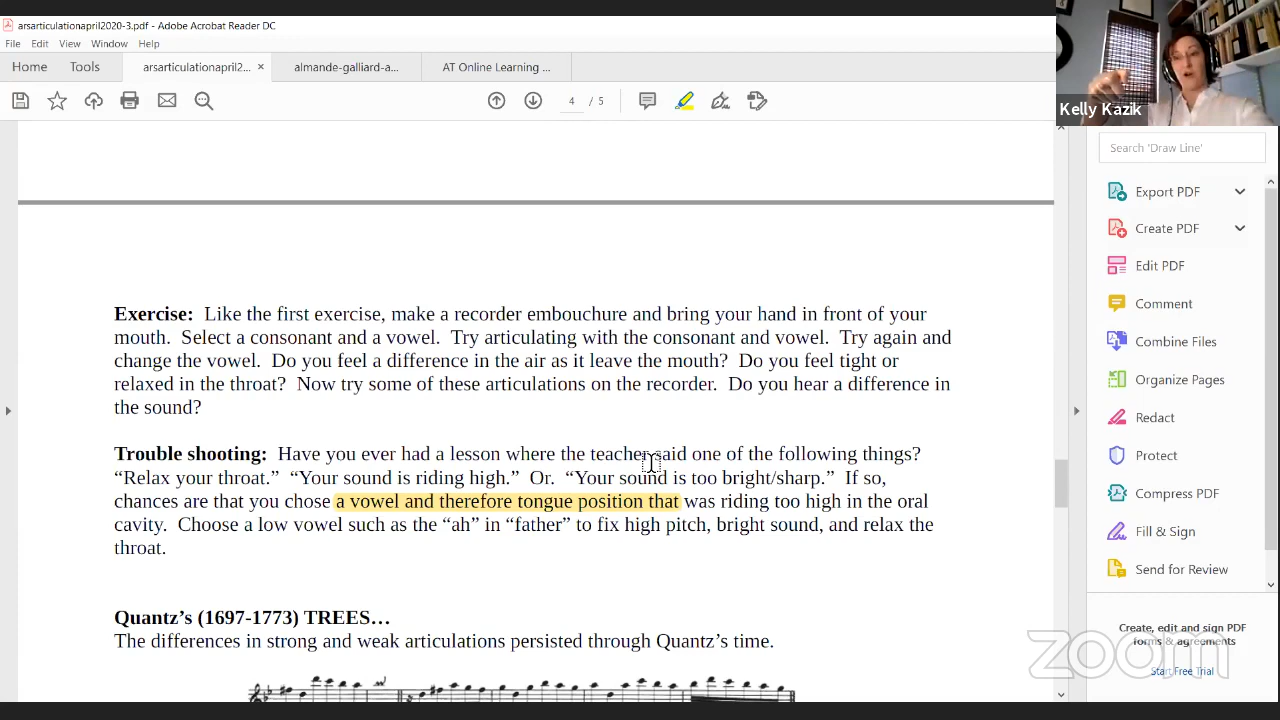 arsarticulationapril2020-3.pdf - Adobe Acrobat Reader DC
File Edit View Window Help
Home Tools arsarticulationapril2... × almande-galliard-a... AT Online Learning ...
4 / 5
Kelly Kazik
Search 'Draw Line'
Export PDF
Create PDF
Edit PDF
Comment
Combine Files
Organize Pages
Redact
Protect
Compress PDF
Fill & Sign
Send for Review
Create, edit and sign PDF
forms & agreements
Start Free Trial
Exercise: Like the first exercise, make a recorder embouchure and bring your hand in front of your
mouth. Select a consonant and a vowel. Try articulating with the consonant and vowel. Try again and
change the vowel. Do you feel a difference in the air as it leave the mouth? Do you feel tight or
relaxed in the throat? Now try some of these articulations on the recorder. Do you hear a difference in
the sound?
Trouble shooting: Have you ever had a lesson where the teacher said one of the following things?
“Relax your throat.” “Your sound is riding high.” Or. “Your sound is too bright/sharp.” If so,
chances are that you chose a vowel and therefore tongue position that was riding too high in the oral
cavity. Choose a low vowel such as the “ah” in “father” to fix high pitch, bright sound, and relax the
throat.
Quantz’s (1697-1773) TREES…
The differences in strong and weak articulations persisted through Quantz’s time.
zoom